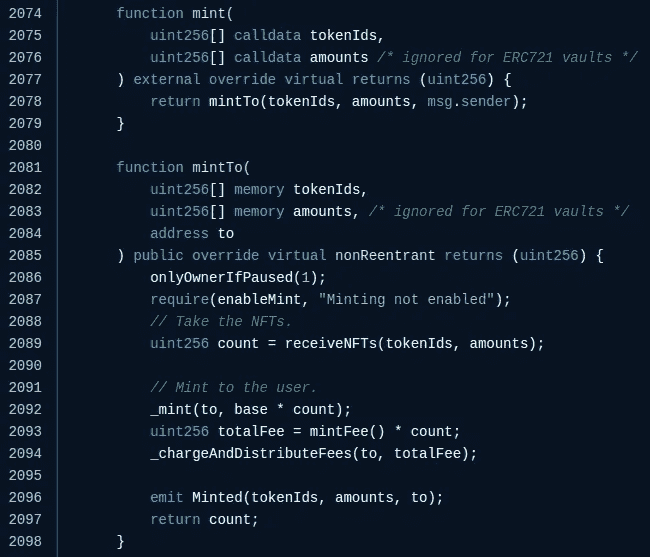 2074 function mint(
2075 uint256[] calldata tokenIds,
2076 uint256[] calldata amounts /* ignored for ERC721 vaults */
2077 ) external override virtual returns (uint256) {
2078 return mintTo(tokenIds, amounts, msg.sender);
2079 }
2080
2081 function mintTo(
2082 uint256[] memory tokenIds,
2083 uint256[] memory amounts, /* ignored for ERC721 vaults */
2084 address to
2085 ) public override virtual nonReentrant returns (uint256) {
2086 onlyOwnerIfPaused(1);
2087 require(enableMint, "Minting not enabled");
2088 // Take the NFTs.
2089 uint256 count = receiveNFTs(tokenIds, amounts);
2090
2091 // Mint to the user.
2092 _mint(to, base * count);
2093 uint256 totalFee = mintFee() * count;
2094 _chargeAndDistributeFees(to, totalFee);
2095
2096 emit Minted(tokenIds, amounts, to);
2097 return count;
2098 }